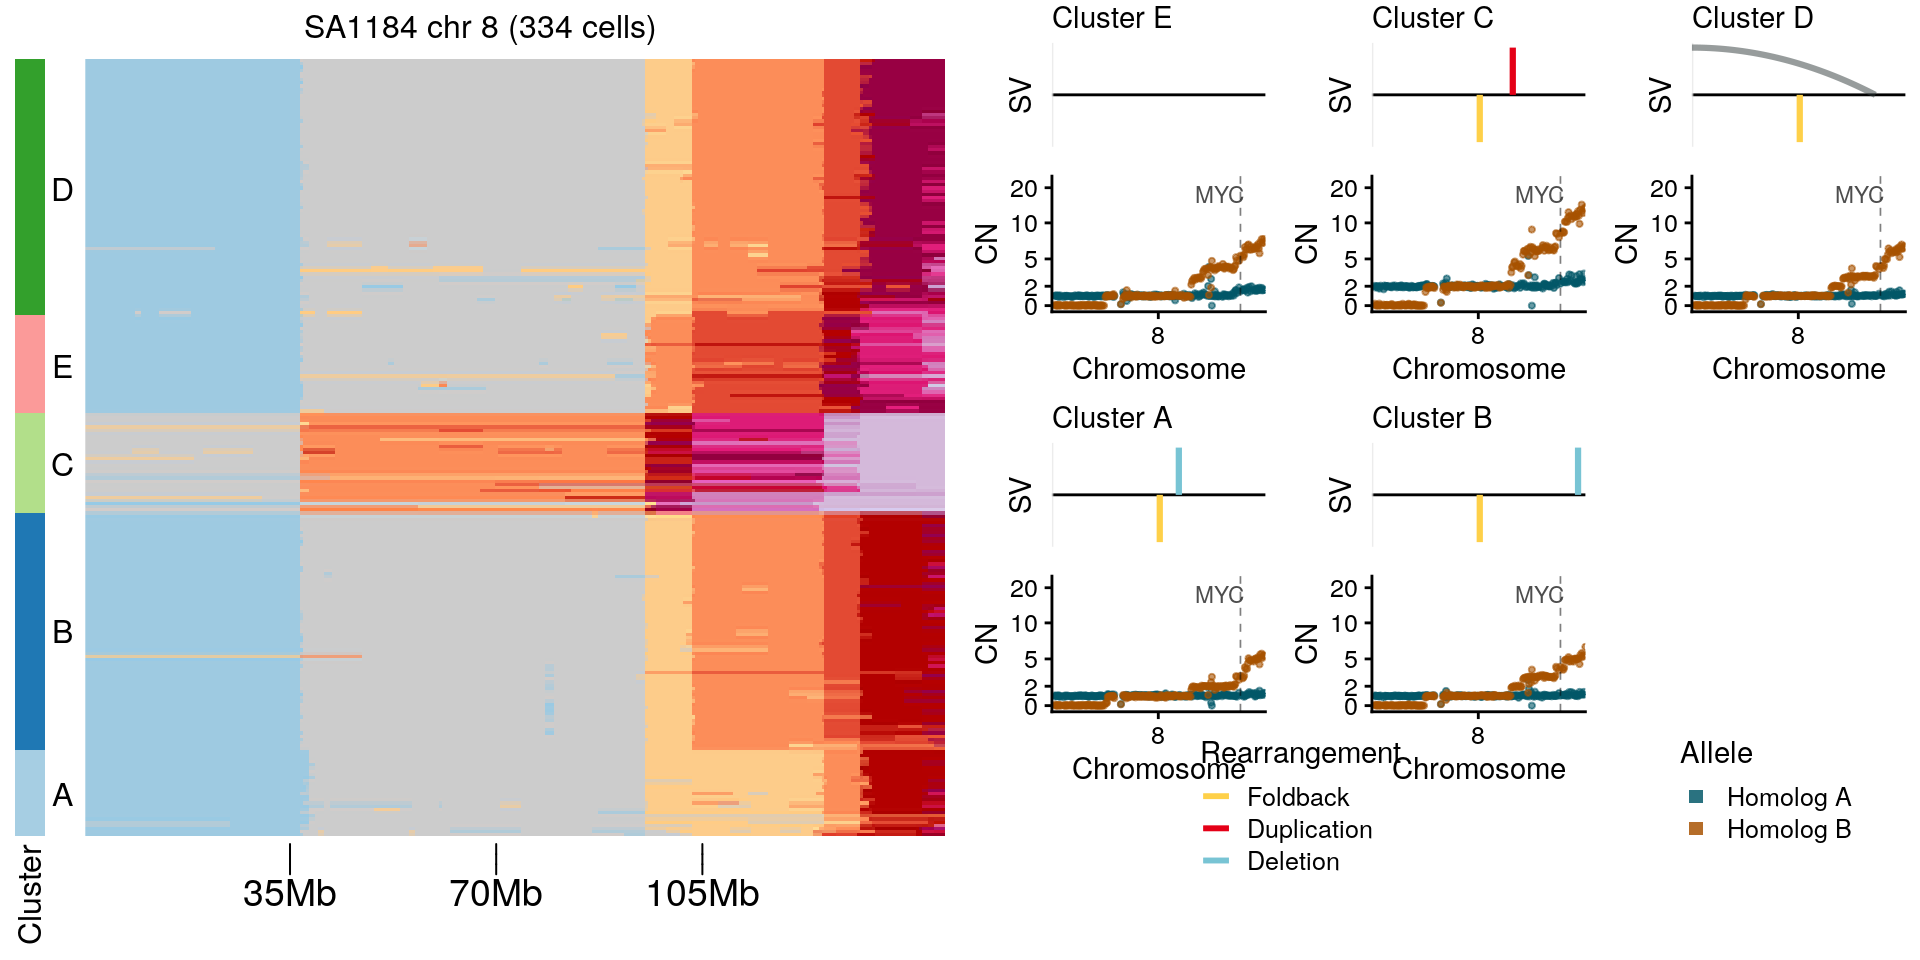 SA1184 chr 8 (334 cells)
D
E
C
B
A
Cluster
35Mb
70Mb
105Mb
Cluster E
SV
CN
20
10
5
2
0
MYC
8
Chromosome
Cluster C
SV
CN
20
10
5
2
0
MYC
8
Chromosome
Cluster D
SV
CN
20
10
5
2
0
MYC
8
Chromosome
Cluster A
SV
CN
20
10
5
2
0
MYC
8
Chromosome
Cluster B
SV
CN
20
10
5
2
0
MYC
8
Chromosome
Rearrangement
Foldback
Duplication
Deletion
Allele
Homolog A
Homolog B